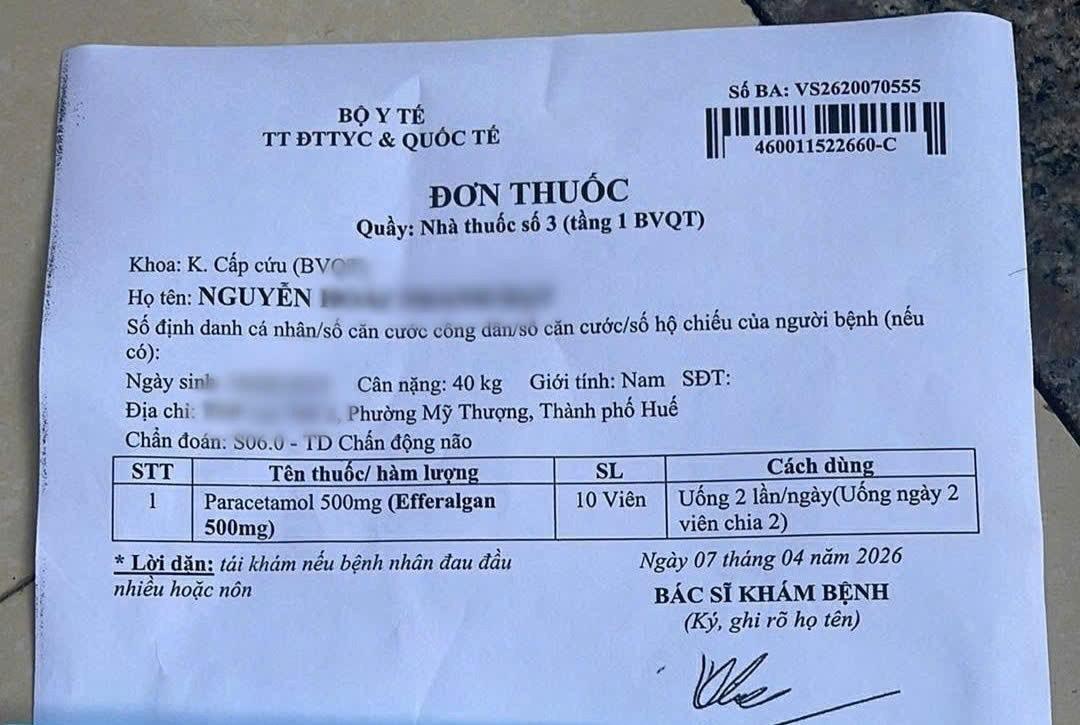 Số BA: VS2620070555
460011522660-C
BỘ Y TẾ
TT ĐTTYC & QUỐC TẾ
ĐƠN THUỐC
Quầy: Nhà thuốc số 3 (tầng 1 BVQT)
Khoa: K. Cấp cứu (BVQT
Họ tên: NGUYỄN
Số định danh cá nhân/số căn cước công dân/số căn cước/số hộ chiếu của người bệnh (nếu
có):
Ngày sinh Cân nặng: 40 kg Giới tính: Nam SĐT:
Địa chỉ: , Phường Mỹ Thượng, Thành phố Huế
Chẩn đoán: S06.0 - TD Chấn động não
STT Tên thuốc/ hàm lượng SL Cách dùng
1 Paracetamol 500mg (Efferalgan 10 Viên Uống 2 lần/ngày(Uống ngày 2
500mg) viên chia 2)
* Lời dặn: tái khám nếu bệnh nhân đau đầu
nhiều hoặc nôn
Ngày 07 tháng 04 năm 2026
BÁC SĨ KHÁM BỆNH
(Ký, ghi rõ họ tên)